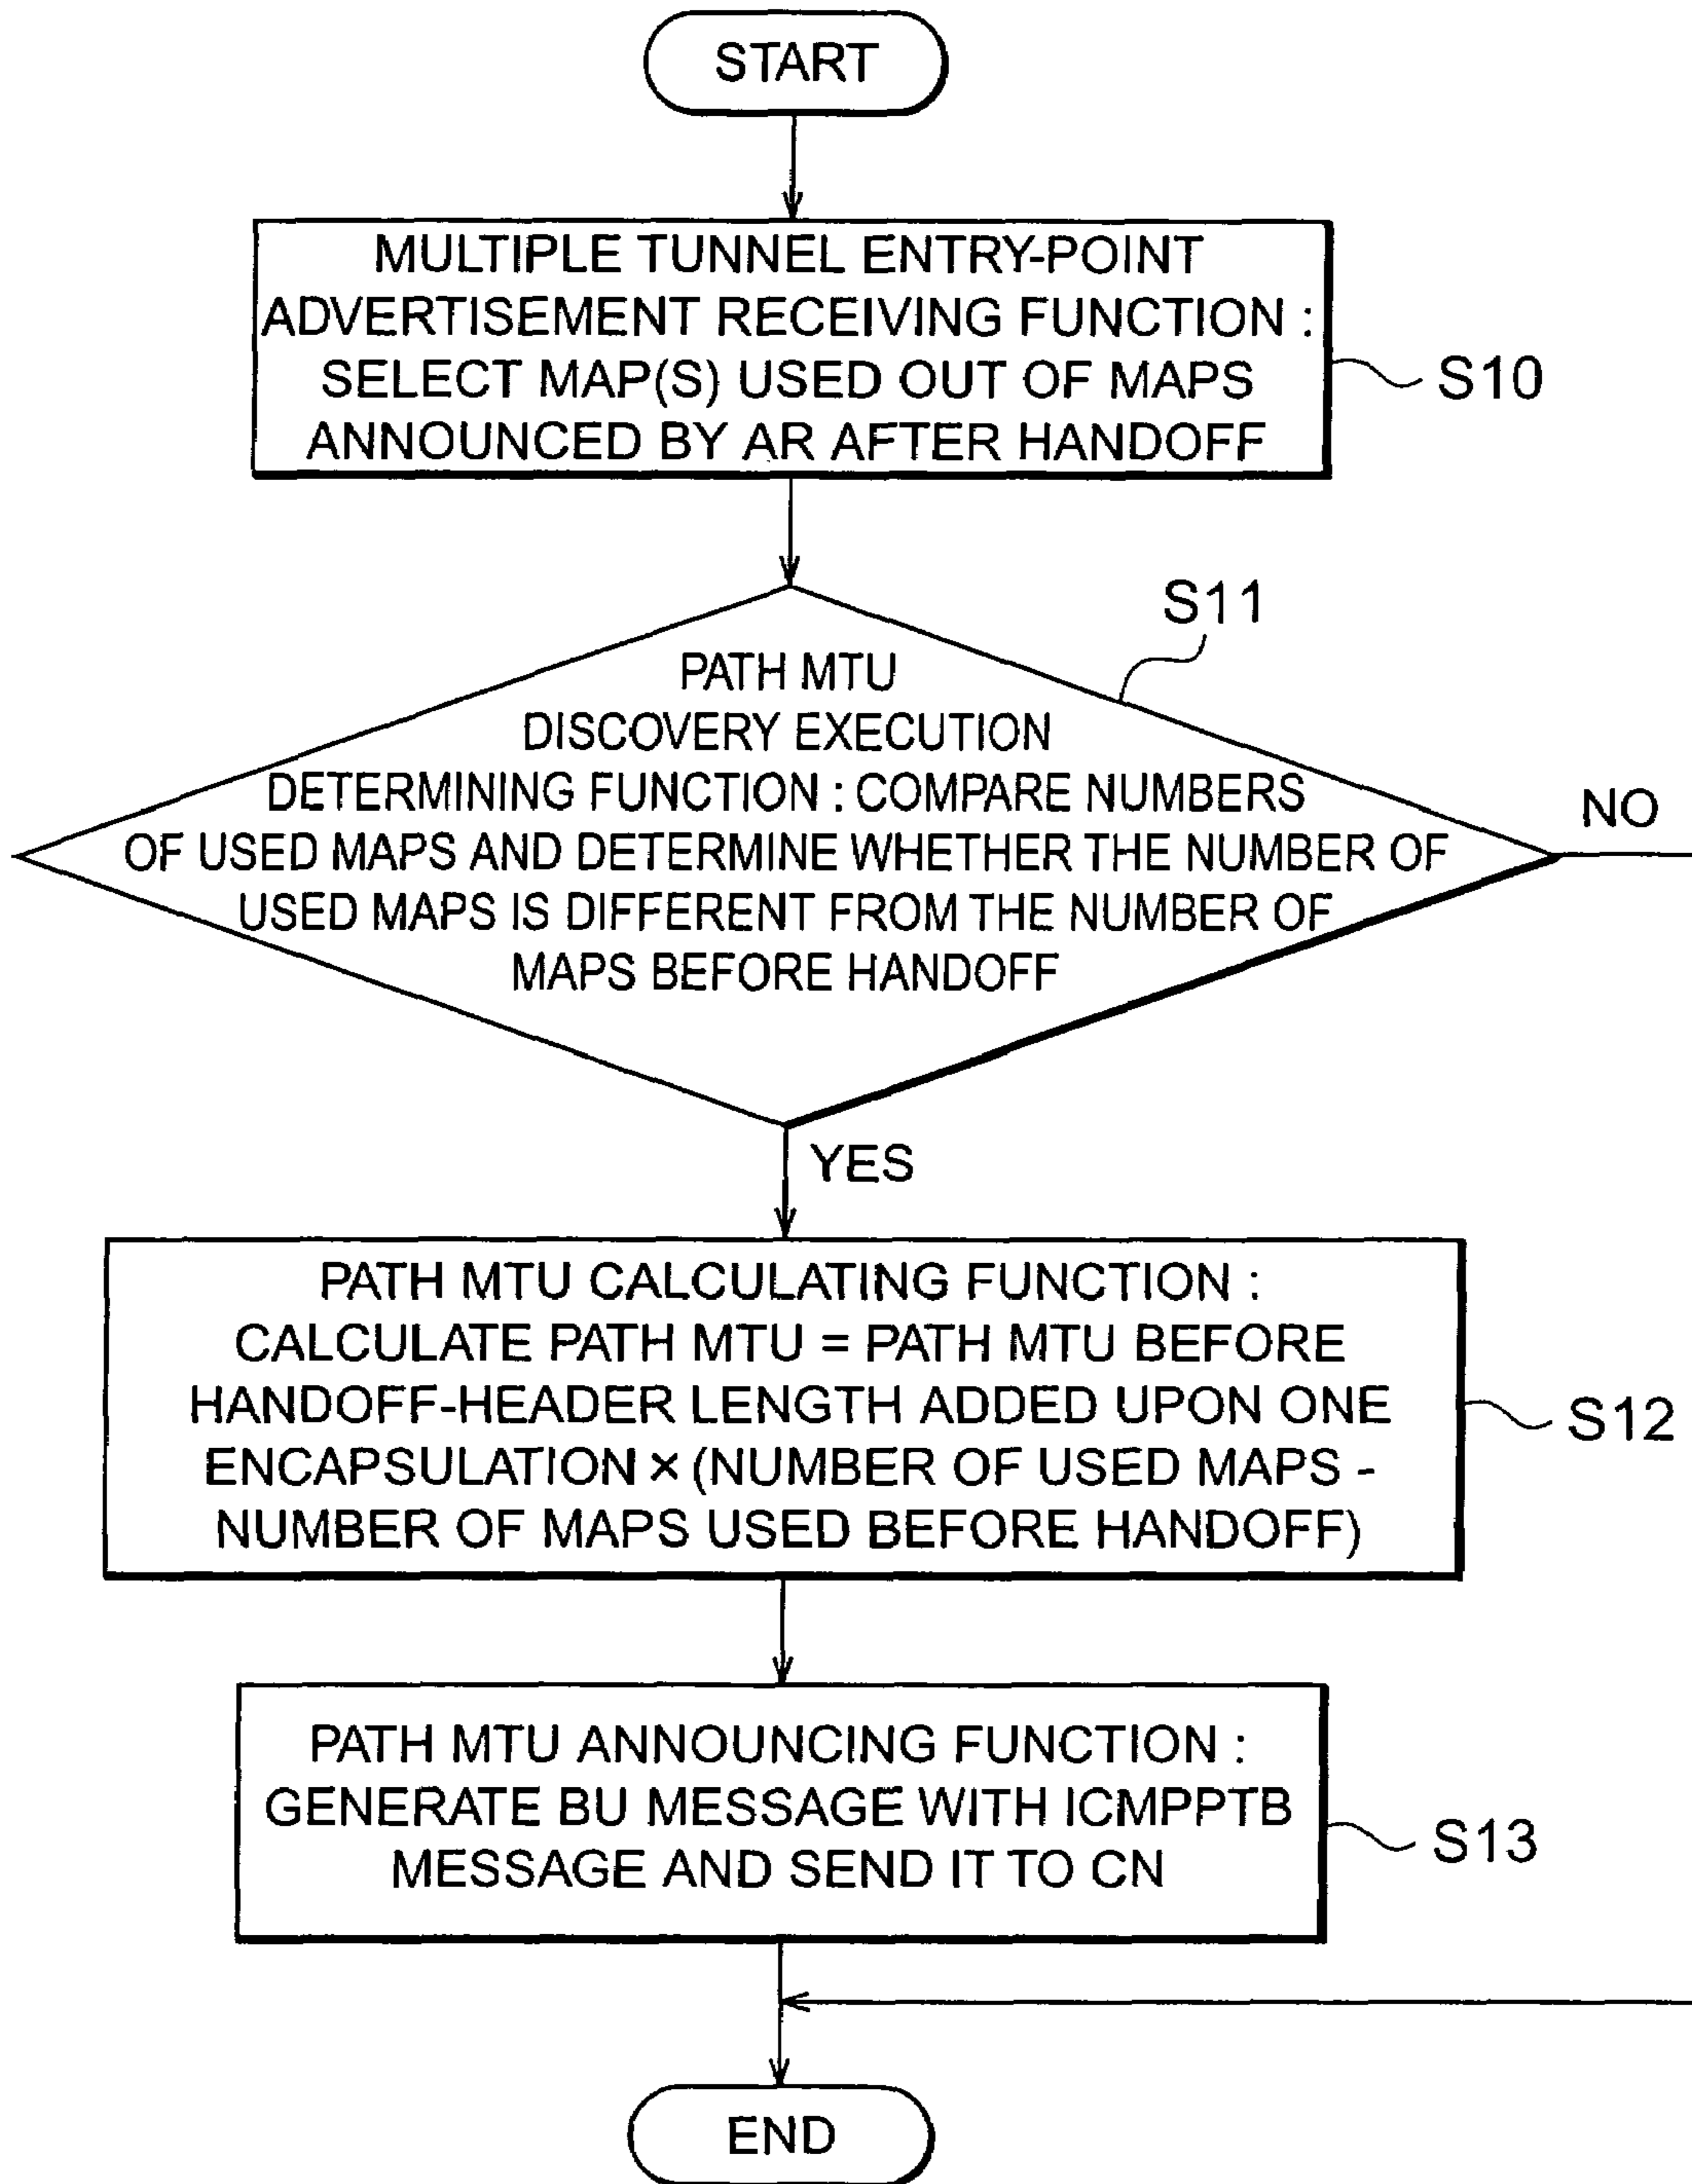 START
MULTIPLE TUNNEL ENTRY-POINT
ADVERTISEMENT RECEIVING FUNCTION :
SELECT MAP(S) USED OUT OF MAPS
ANNOUNCED BY AR AFTER HANDOFF
S10
S11
PATH MTU
DISCOVERY EXECUTION
DETERMINING FUNCTION : COMPARE NUMBERS
OF USED MAPS AND DETERMINE WHETHER THE NUMBER OF
USED MAPS IS DIFFERENT FROM THE NUMBER OF
MAPS BEFORE HANDOFF
NO
YES
PATH MTU CALCULATING FUNCTION :
CALCULATE PATH MTU = PATH MTU BEFORE
HANDOFF-HEADER LENGTH ADDED UPON ONE
ENCAPSULATION × (NUMBER OF USED MAPS -
NUMBER OF MAPS USED BEFORE HANDOFF)
S12
PATH MTU ANNOUNCING FUNCTION :
GENERATE BU MESSAGE WITH ICMPPTB
MESSAGE AND SEND IT TO CN
S13
END